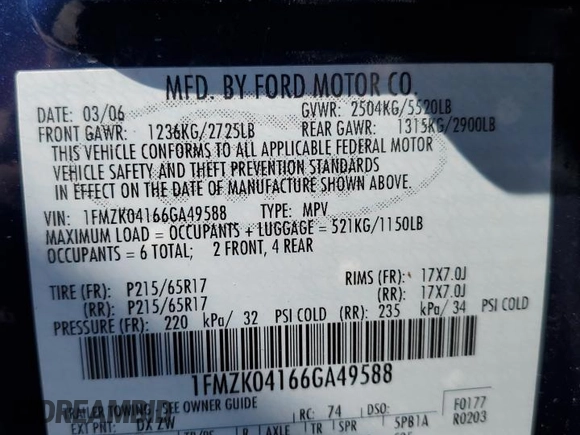 MFD. BY FORD MOTOR CO.
DATE: 03/06 GVWR: 2504KG/5520LB
FRONT GAWR: 1236KG/2725LB REAR GAWR: 1315KG/2900LB
THIS VEHICLE CONFORMS TO ALL APPLICABLE FEDERAL MOTOR
VEHICLE SAFETY AND THEFT PREVENTION STANDARDS
IN EFFECT ON THE DATE OF MANUFACTURE SHOWN ABOVE.
VIN: 1FMZK04166GA49588 TYPE: MPV
MAXIMUM LOAD = OCCUPANTS + LUGGAGE = 521KG/1150LB
OCCUPANTS = 6 TOTAL; 2 FRONT, 4 REAR
TIRE (FR): P215/65R17 RIMS (FR): 17X7.0J
(RR): P215/65R17 (RR): 17X7.0J
PRESSURE (FR): 220 kPa/ 32 PSI COLD (RR): 235 kPa/ 34 PSI COLD
1FMZK04166GA49588
TRAILER TOWING - SEE OWNER GUIDE
EXT PNT: DX ZW RC: 74 DSO: F0177
R0203
AXLE TR SPR 5PB1A